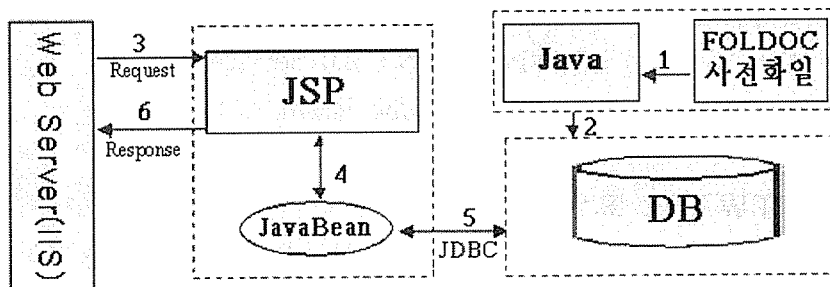 Web Server(IIS)
3
Request
6
Response
JSP
4
JavaBean
5
JDBC
Java
1
FOLDOC
사전화일
2
DB